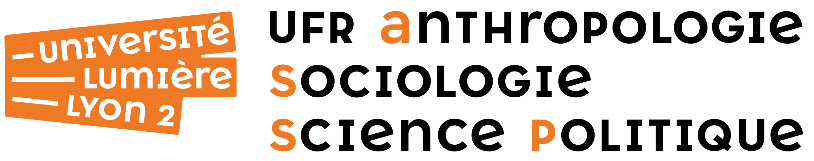 université
Lumière
Lyon 2
UFR anthropologie
sociologie
science politique